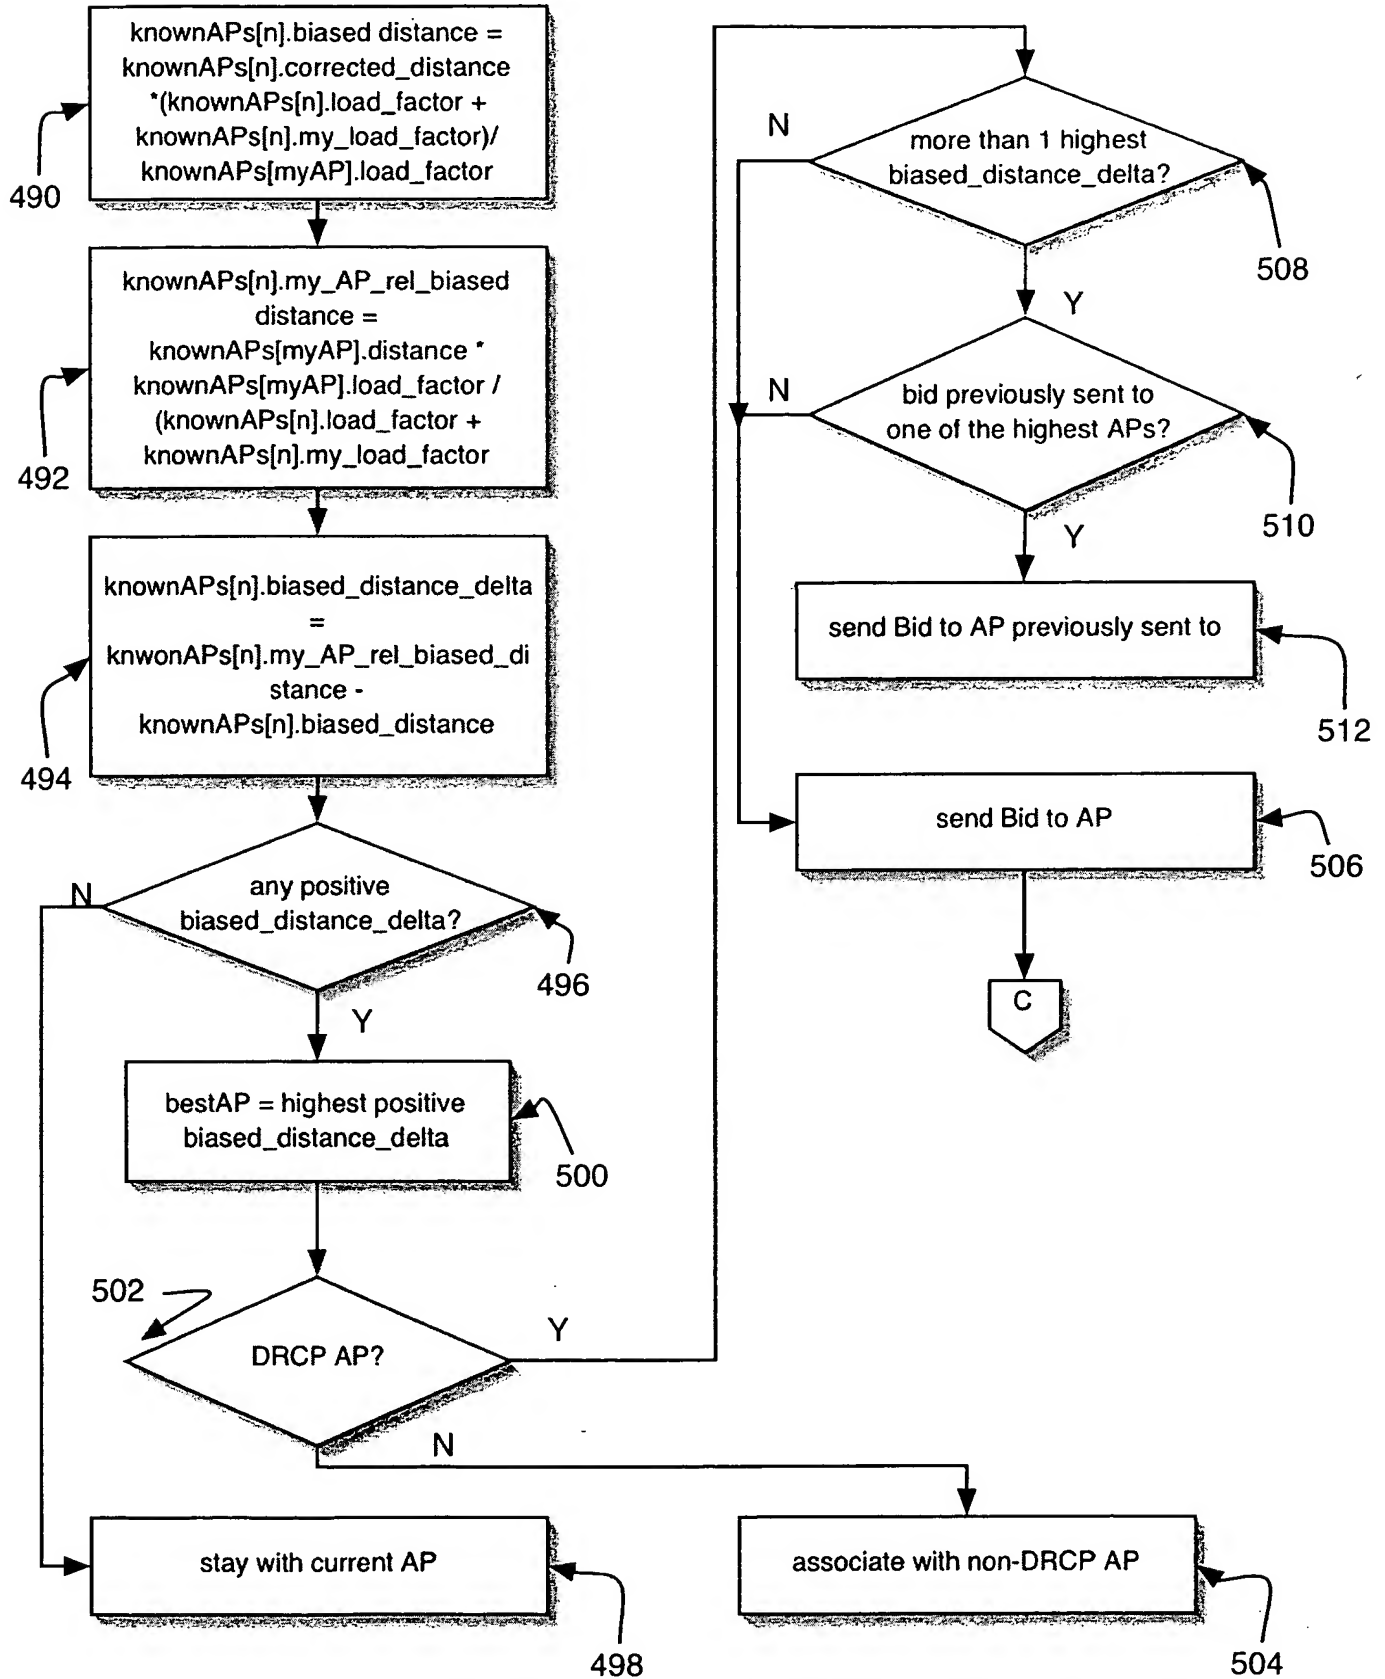 knownAPs[n].biased distance =
knownAPs[n].corrected_distance
*(knownAPs[n].load_factor +
knownAPs[n].my_load_factor)/
knownAPs[myAP].load_factor
490
knownAPs[n].my_AP_rel_biased
distance =
knownAPs[myAP].distance *
knownAPs[myAP].load_factor /
(knownAPs[n].load_factor +
knownAPs[n].my_load_factor
492
knownAPs[n].biased_distance_delta
=
knwonAPs[n].my_AP_rel_biased_di
stance -
knownAPs[n].biased_distance
494
any positive
biased_distance_delta?
N
496
Y
bestAP = highest positive
biased_distance_delta
500
502
DRCP AP?
Y
N
stay with current AP
498
associate with non-DRCP AP
504
more than 1 highest
biased_distance_delta?
N
508
Y
bid previously sent to
one of the highest APs?
N
510
Y
send Bid to AP previously sent to
512
send Bid to AP
506
C